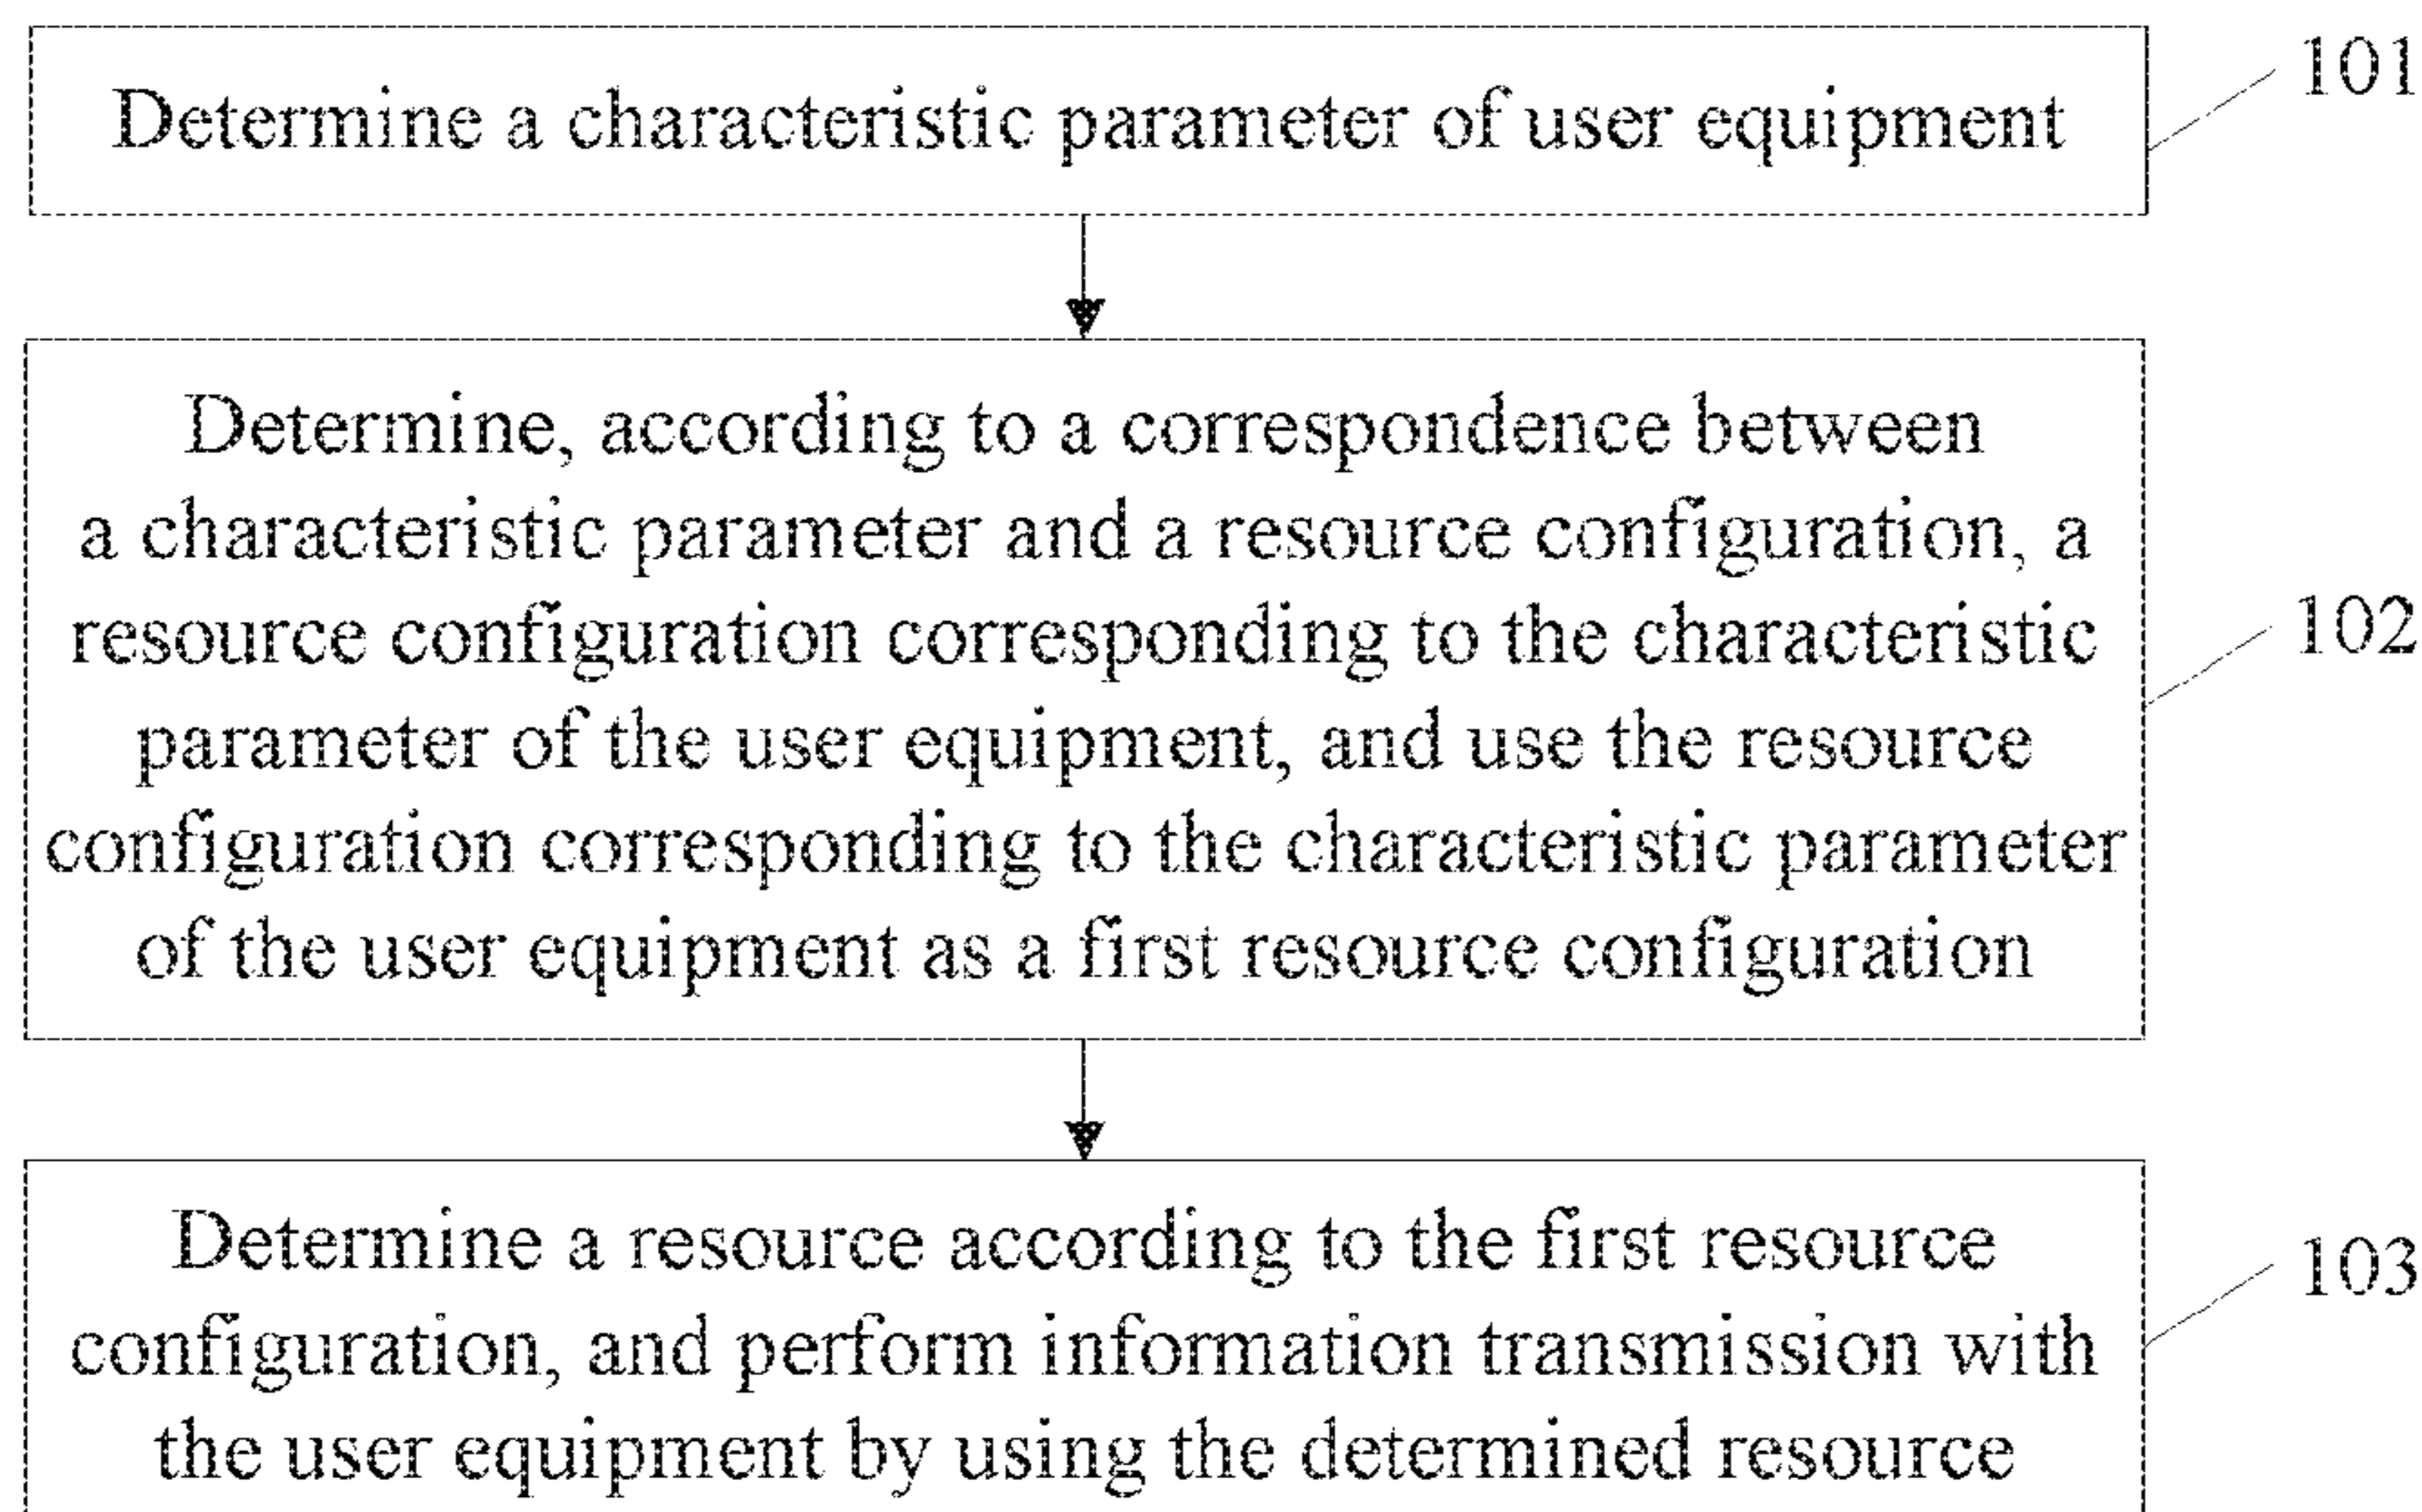 Determine a characteristic parameter of user equipment
101
Determine, according to a correspondence between
a characteristic parameter and a resource configuration, a
resource configuration corresponding to the characteristic
parameter of the user equipment, and use the resource
configuration corresponding to the characteristic parameter
of the user equipment as a first resource configuration
102
Determine a resource according to the first resource
configuration, and perform information transmission with
the user equipment by using the determined resource
103